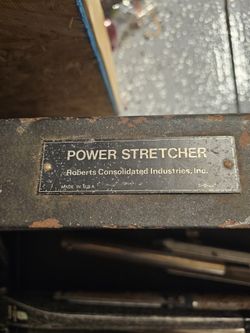 POWER STRETCHER
Roberts Consolidated Industries, Inc.
MADE IN U.S.A.